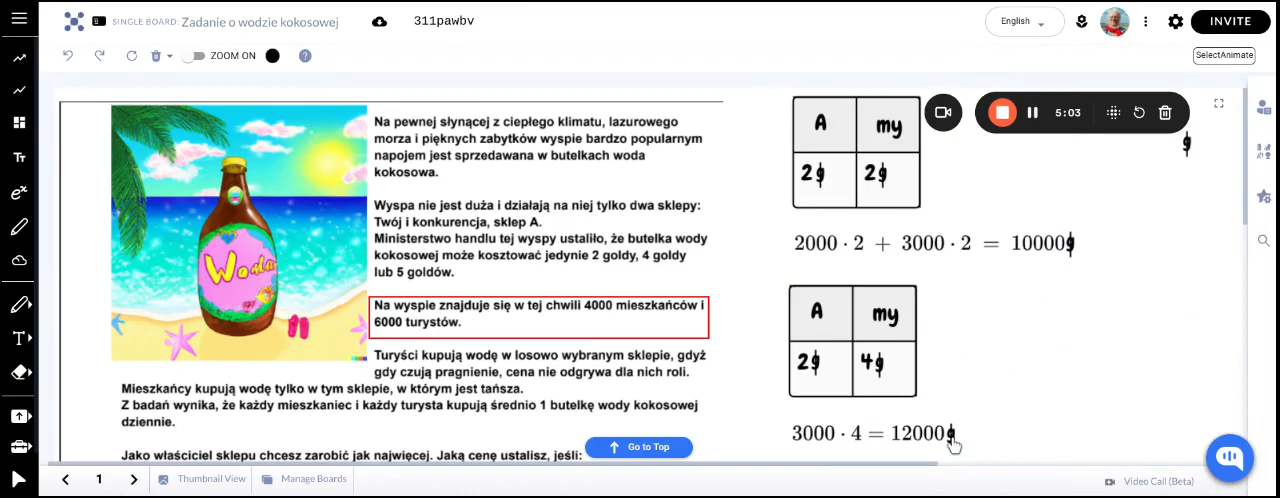 SINGLE BOARD: Zadanie o wodzie kokosowej
311pawbv
English
INVITE
ZOOM ON
SelectAnimate
5:03
Na pewnej słynącej z ciepłego klimatu, lazurowego
morza i pięknych zabytków wyspie bardzo popularnym
napojem jest sprzedawana w butelkach woda
kokosowa.
Wyspa nie jest duża i działają na niej tylko dwa sklepy:
Twój i konkurencja, sklep A.
Ministerstwo handlu tej wyspy ustaliło, że butelka wody
kokosowej może kosztować jedynie 2 goldy, 4 goldy
lub 5 goldów.
Na wyspie znajduje się w tej chwili 4000 mieszkańców i
6000 turystów.
Turyści kupują wodę w losowo wybranym sklepie, gdyż
gdy czują pragnienie, cena nie odgrywa dla nich roli.
Mieszkańcy kupują wodę tylko w tym sklepie, w którym jest tańsza.
Z badań wynika, że każdy mieszkaniec i każdy turysta kupują średnio 1 butelkę wody kokosowej
dziennie.
Jako właściciel sklepu chcesz zarobić jak najwięcej. Jaką cenę ustalisz, jeśli:
Go to Top
A my
2g 2g
g
2000 · 2 + 3000 · 2 = 10000g
A my
2g 4g
3000 · 4 = 12000g
1
Thumbnail View
Manage Boards
Video Call (Beta)